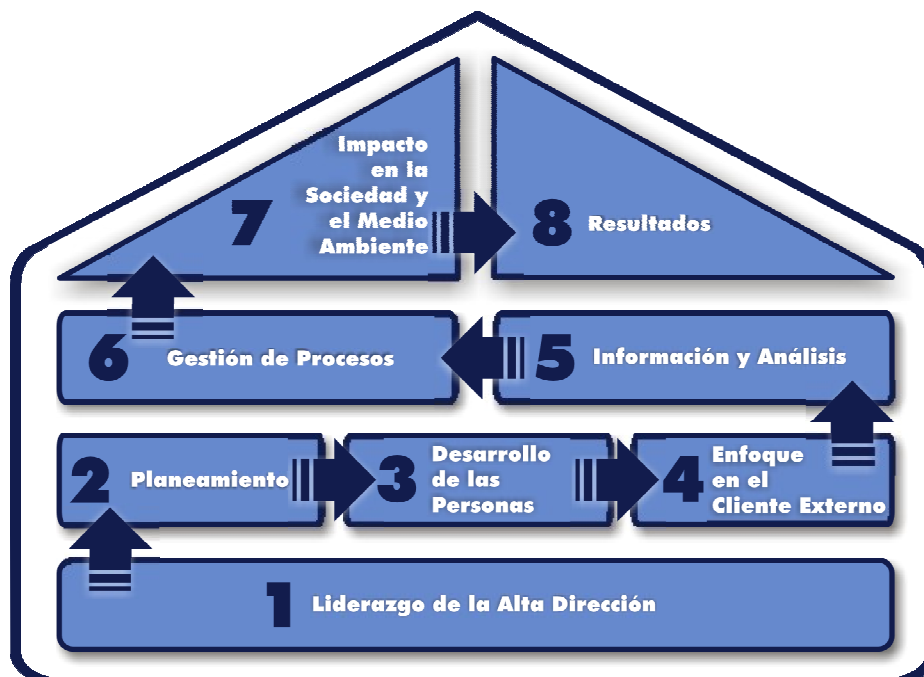 7
Impacto
en la
Sociedad y
el Medio
Ambiente
8 Resultados
6 Gestión de Procesos
5 Información y Análisis
2 Planeamiento
3
Desarrollo
de las
Personas
4
Enfoque
en el
Cliente Externo
1 Liderazgo de la Alta Dirección